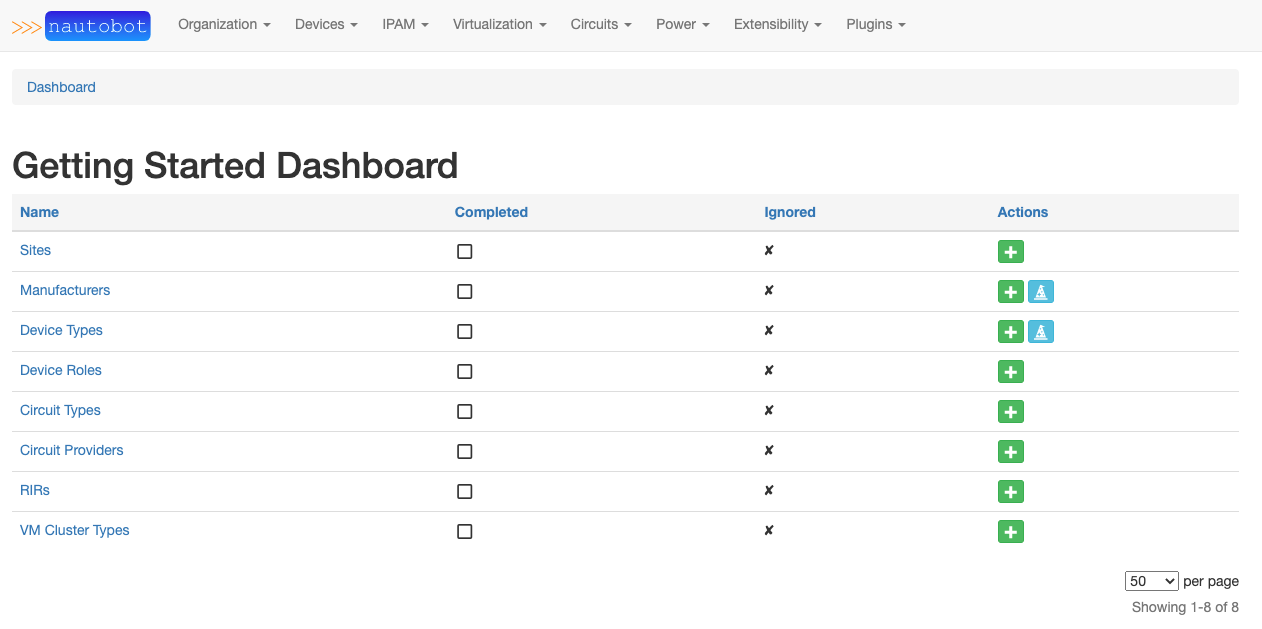 >>> nautobot Organization Devices IPAM Virtualization Circuits Power Extensibility Plugins
Dashboard
Getting Started Dashboard
Name Completed Ignored Actions
Sites ✘
Manufacturers ✘
Device Types ✘
Device Roles ✘
Circuit Types ✘
Circuit Providers ✘
RIRs ✘
VM Cluster Types ✘
50 per page
Showing 1-8 of 8